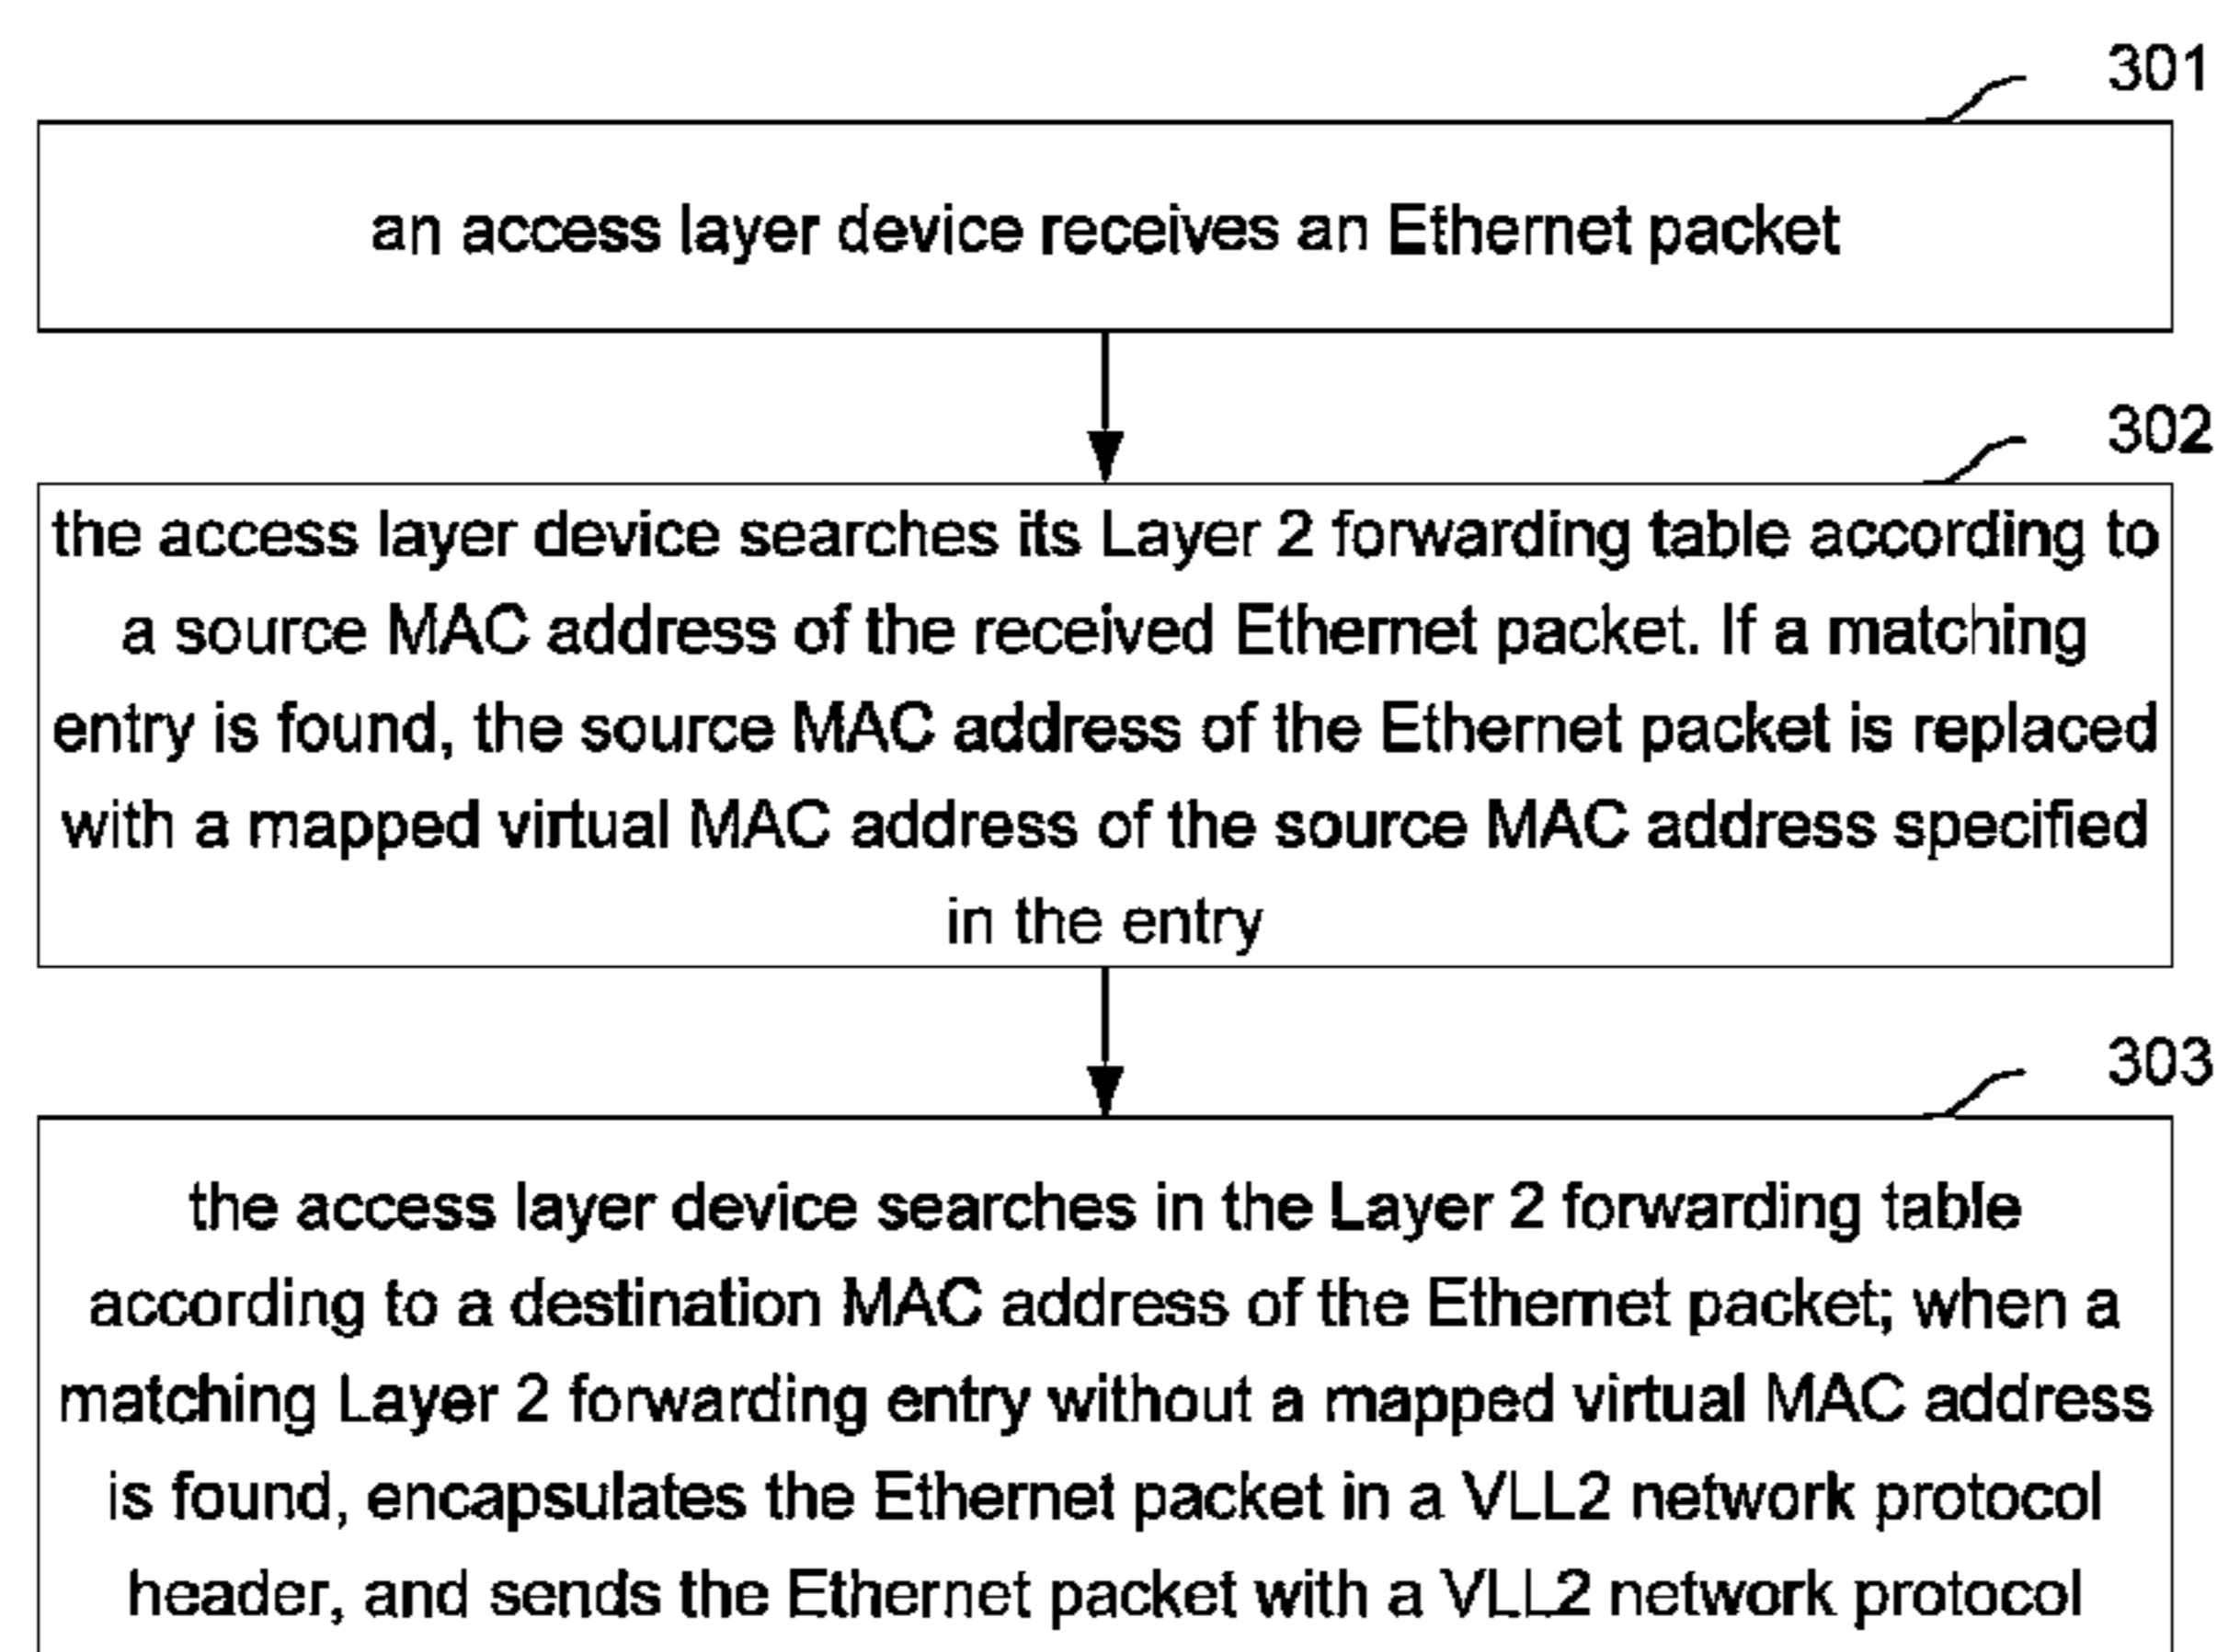 301
an access layer device receives an Ethernet packet
302
the access layer device searches its Layer 2 forwarding table according to
a source MAC address of the received Ethernet packet. If a matching
entry is found, the source MAC address of the Ethernet packet is replaced
with a mapped virtual MAC address of the source MAC address specified
in the entry
303
the access layer device searches in the Layer 2 forwarding table
according to a destination MAC address of the Ethernet packet; when a
matching Layer 2 forwarding entry without a mapped virtual MAC address
is found, encapsulates the Ethernet packet in a VLL2 network protocol
header, and sends the Ethernet packet with a VLL2 network protocol